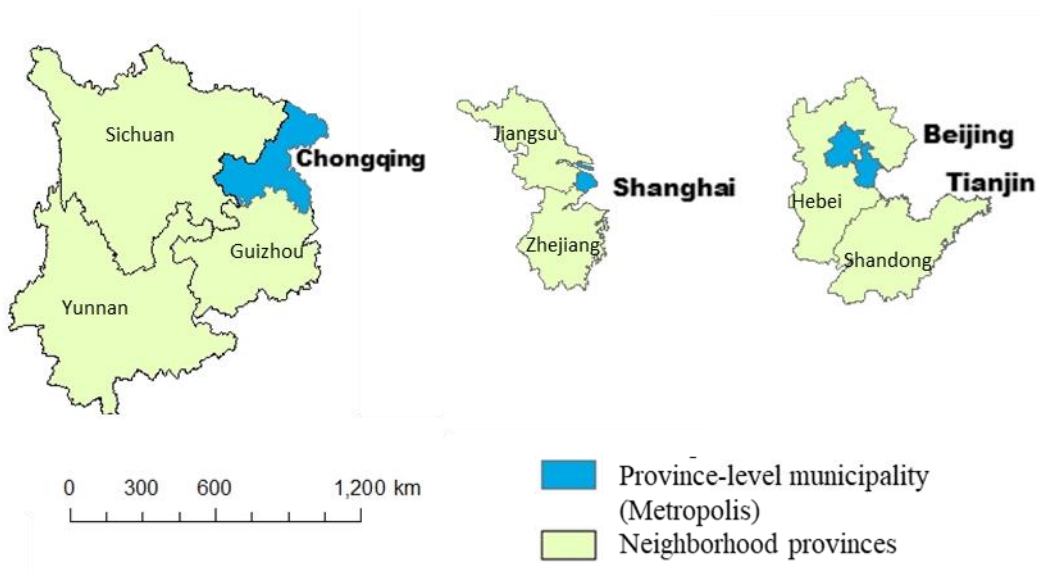 Sichuan
Chongqing
Guizhou
Yunnan
Jiangsu
Shanghai
Zhejiang
Beijing
Tianjin
Hebei
Shandong
0 300 600 1,200 km
Province-level municipality
(Metropolis)
Neighborhood provinces